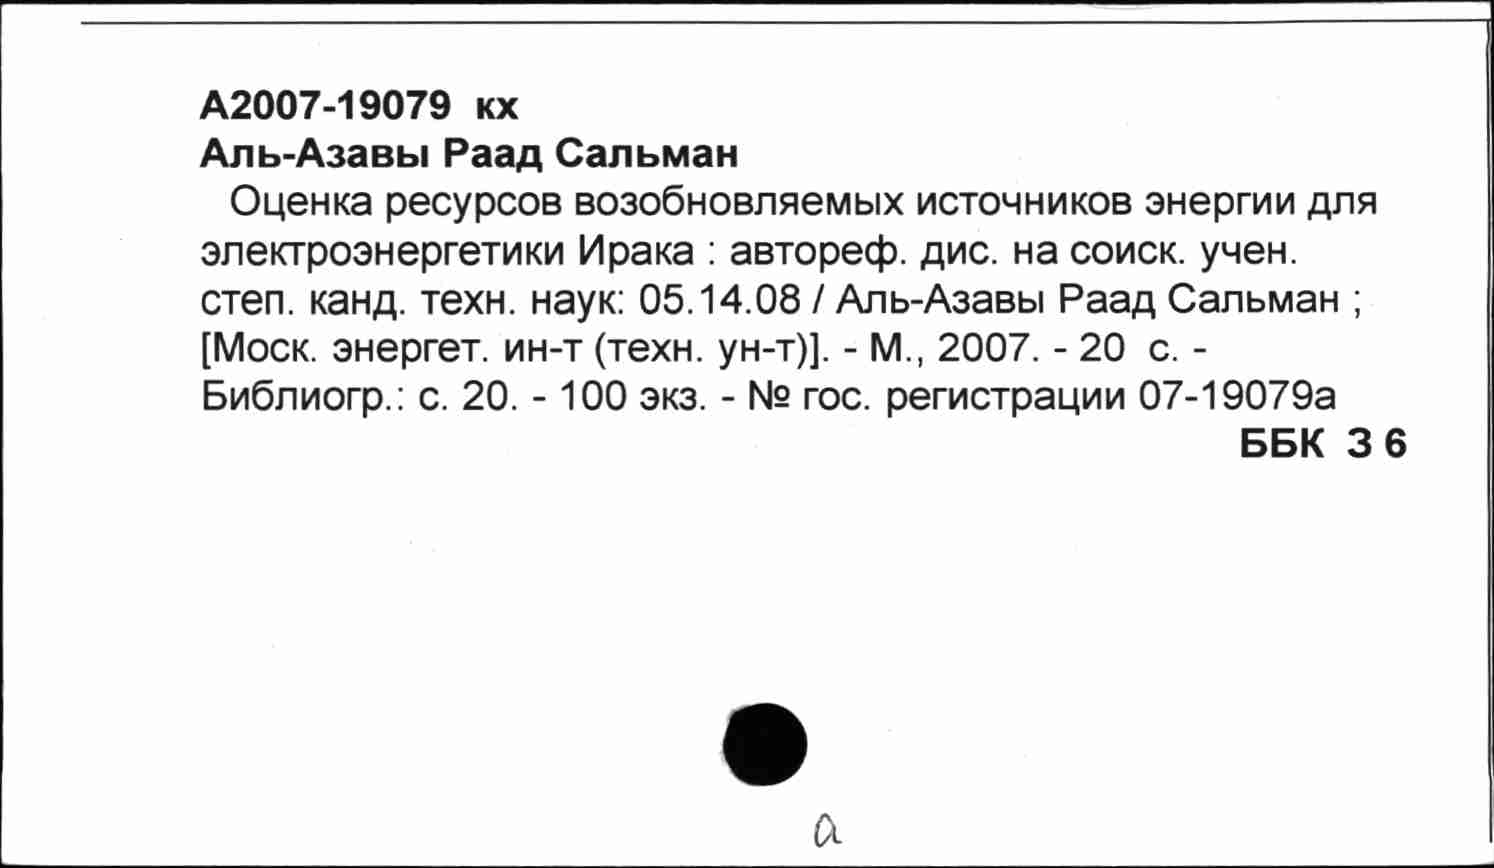 А2007-19079 кх
Аль-Азавы Раад Сальман
Оценка ресурсов возобновляемых источников энергии для
электроэнергетики Ирака : автореф. дис. на соиск. учен.
степ. канд. техн. наук: 05.14.08 / Аль-Азавы Раад Сальман ;
[Моск. энергет. ин-т (техн. ун-т)]. - М., 2007. - 20 с. -
Библиогр.: с. 20. - 100 экз. - № гос. регистрации 07-19079а
ББК З 6
а